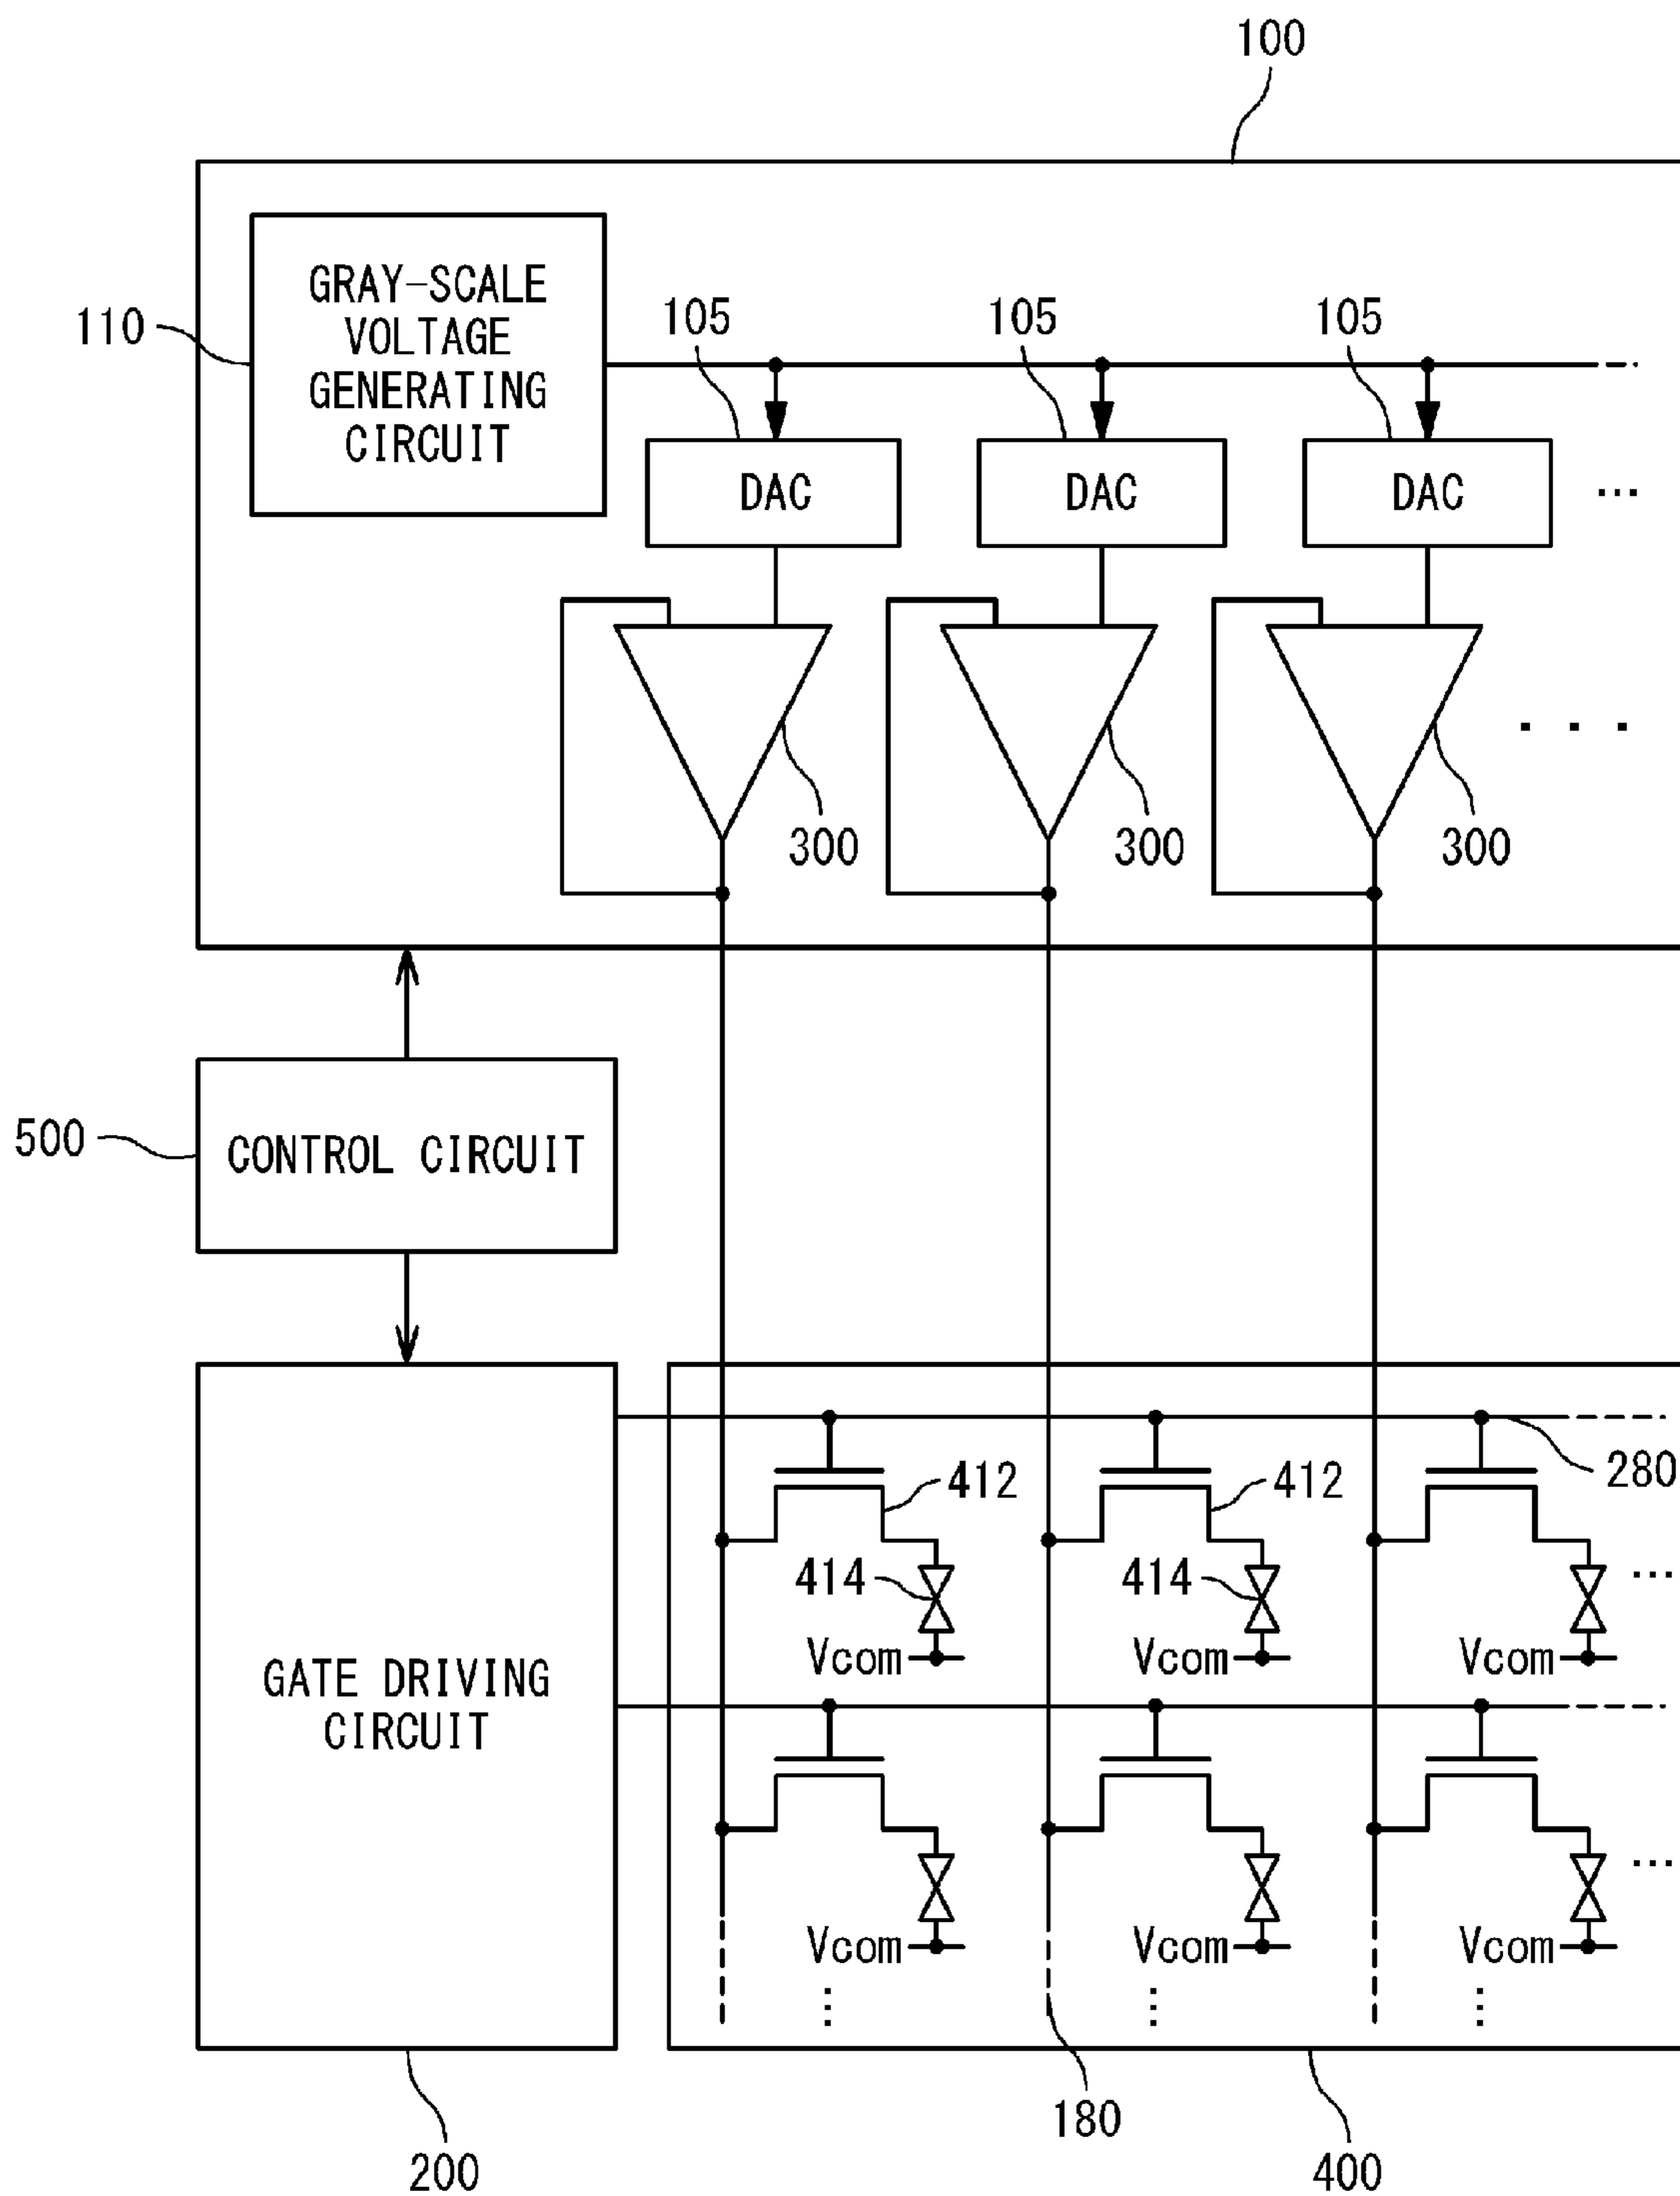 100
GRAY-SCALE
VOLTAGE
GENERATING
CIRCUIT
110
105
105
105
DAC
DAC
DAC
...
. . .
300
300
300
500
CONTROL CIRCUIT
280
412
412
414
414
...
Vcom
Vcom
Vcom
GATE DRIVING
CIRCUIT
...
Vcom
Vcom
Vcom
180
200
400